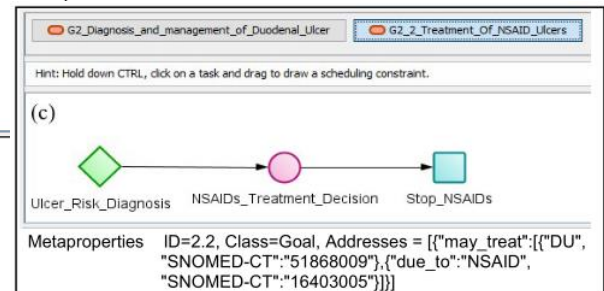 G2_Diagnosis_and_management_of_Duodenal_Ulcer G2_2_Treatment_Of_NSAID_Ulcers
Hint: Hold down CTRL, click on a task and drag to draw a scheduling constraint.
(c)
Ulcer_Risk_Diagnosis NSAIDs_Treatment_Decision Stop_NSAIDs
Metaproperties ID=2.2, Class=Goal, Addresses = [{"may_treat":[{"DU",
"SNOMED-CT":"51868009"},{"due_to":"NSAID",
"SNOMED-CT":"16403005"}]}]